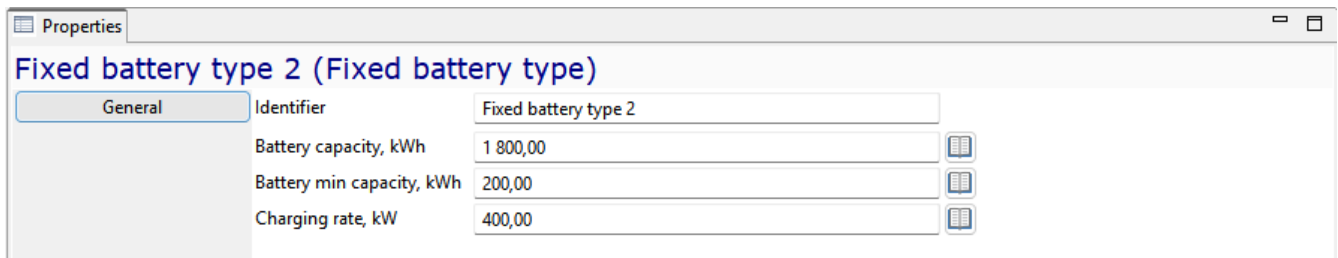 Properties
Fixed battery type 2 (Fixed battery type)
General
Identifier Fixed battery type 2
Battery capacity, kWh 1 800,00
Battery min capacity, kWh 200,00
Charging rate, kW 400,00